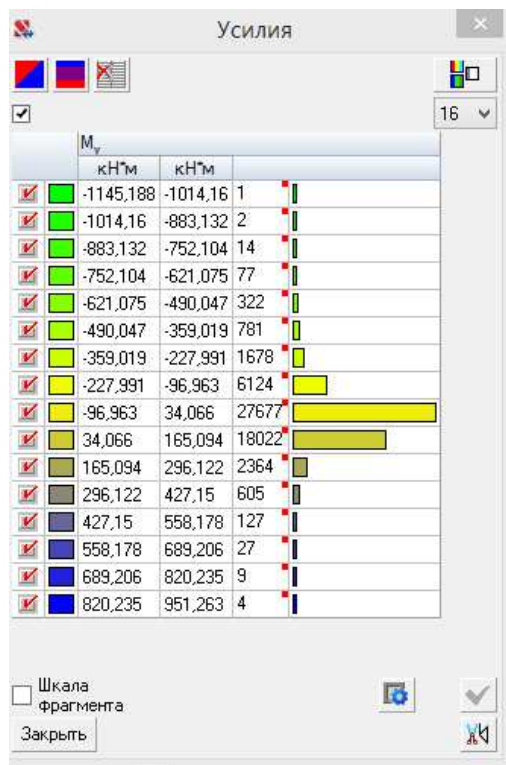 Усилия
16
My
кН*м кН*м
-1145,188 -1014,16 1
-1014,16 -883,132 2
-883,132 -752,104 14
-752,104 -621,075 77
-621,075 -490,047 322
-490,047 -359,019 781
-359,019 -227,991 1678
-227,991 -96,963 6124
-96,963 34,066 27677
34,066 165,094 18022
165,094 296,122 2364
296,122 427,15 605
427,15 558,178 127
558,178 689,206 27
689,206 820,235 9
820,235 951,263 4
Шкала
фрагмента
Закрыть